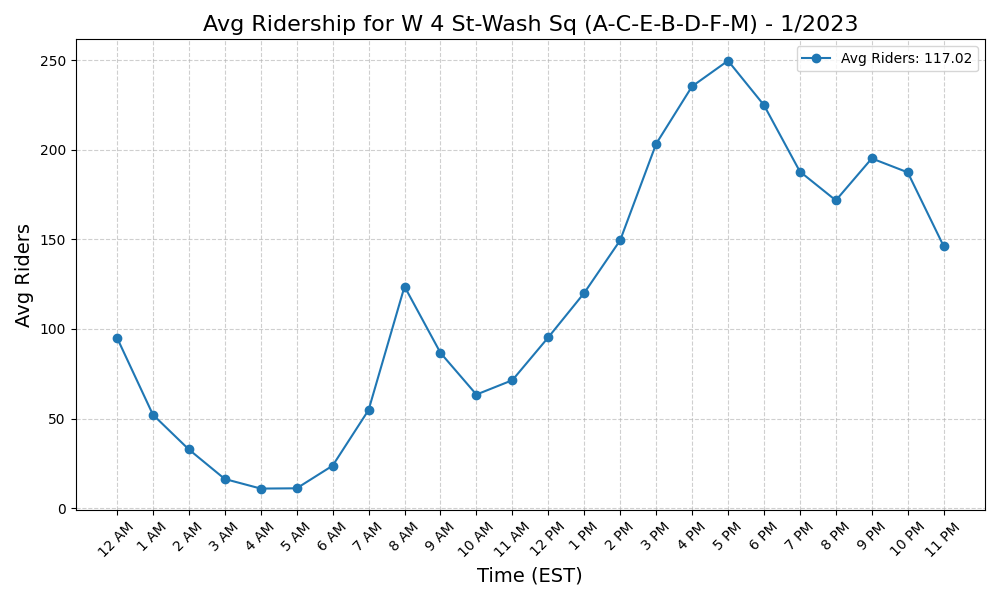 Avg Ridership for W 4 St-Wash Sq (A-C-E-B-D-F-M) - 1/2023
Avg Riders: 117.02
Avg Riders
250
200
150
100
50
0
12 AM
1 AM
2 AM
3 AM
4 AM
5 AM
6 AM
7 AM
8 AM
9 AM
10 AM
11 AM
12 PM
1 PM
2 PM
3 PM
4 PM
5 PM
6 PM
7 PM
8 PM
9 PM
10 PM
11 PM
Time (EST)